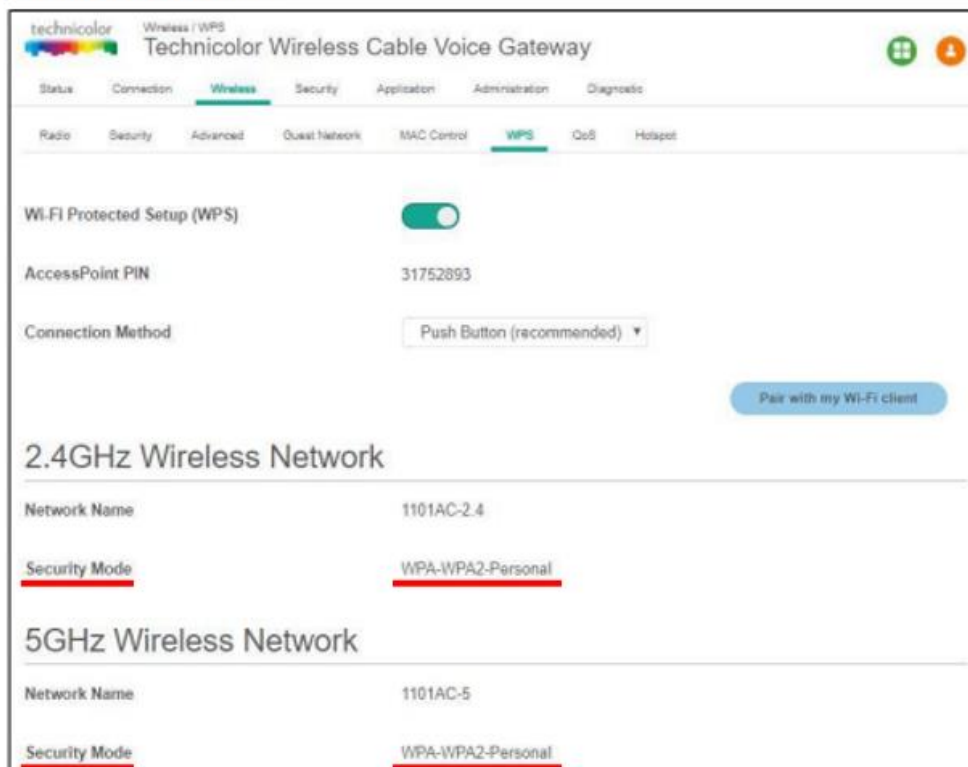 technicolor
Wireless / WPS
Technicolor Wireless Cable Voice Gateway
Status Connection Wireless Security Application Administration Diagnostic
Radio Security Advanced Guest Network MAC Control WPS QoS Hotspot
Wi-Fi Protected Setup (WPS)
AccessPoint PIN 31752893
Connection Method Push Button (recommended)
Pair with my Wi-Fi client
2.4GHz Wireless Network
Network Name 1101AC-2.4
Security Mode WPA-WPA2-Personal
5GHz Wireless Network
Network Name 1101AC-5
Security Mode WPA-WPA2-Personal